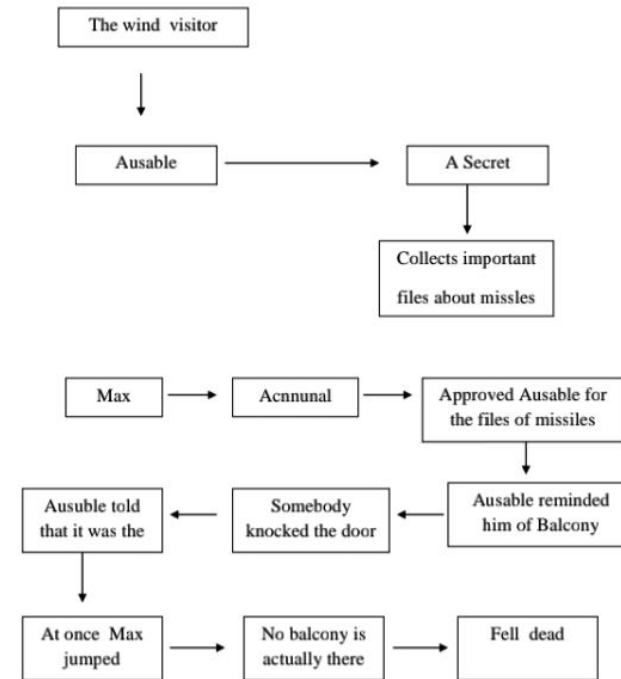 The wind visitor
Ausable
A Secret
Collects important
files about missles
Max
Acnnunal
Approved Ausable for
the files of missiles
Ausable reminded
him of Balcony
Somebody
knocked the door
Ausuble told
that it was the
At once Max
jumped
No balcony is
actually there
Fell dead